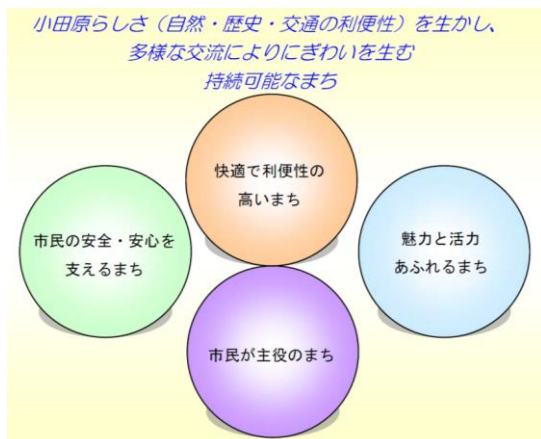 小田原らしさ（自然・歴史・交通の利便性）を生かし、
多様な交流によりにぎわいを生む
持続可能なまち
快適で利便性の
高いまち
市民の安全・安心を
支えるまち
魅力と活力
あふれるまち
市民が主役のまち